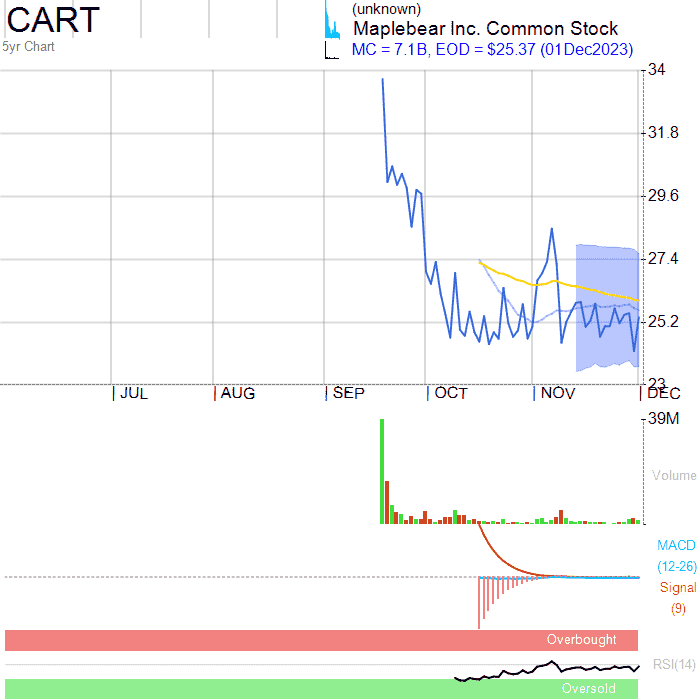 CART
(unknown)
Maplebear Inc. Common Stock
5yr Chart
MC = 7.1B, EOD = $25.37 (01Dec2023)
34
31.8
29.6
27.4
25.2
23
JUL AUG SEP OCT NOV DEC
39M
Volume
MACD
(12-26)
Signal
(9)
Overbought
RSI(14)
Oversold